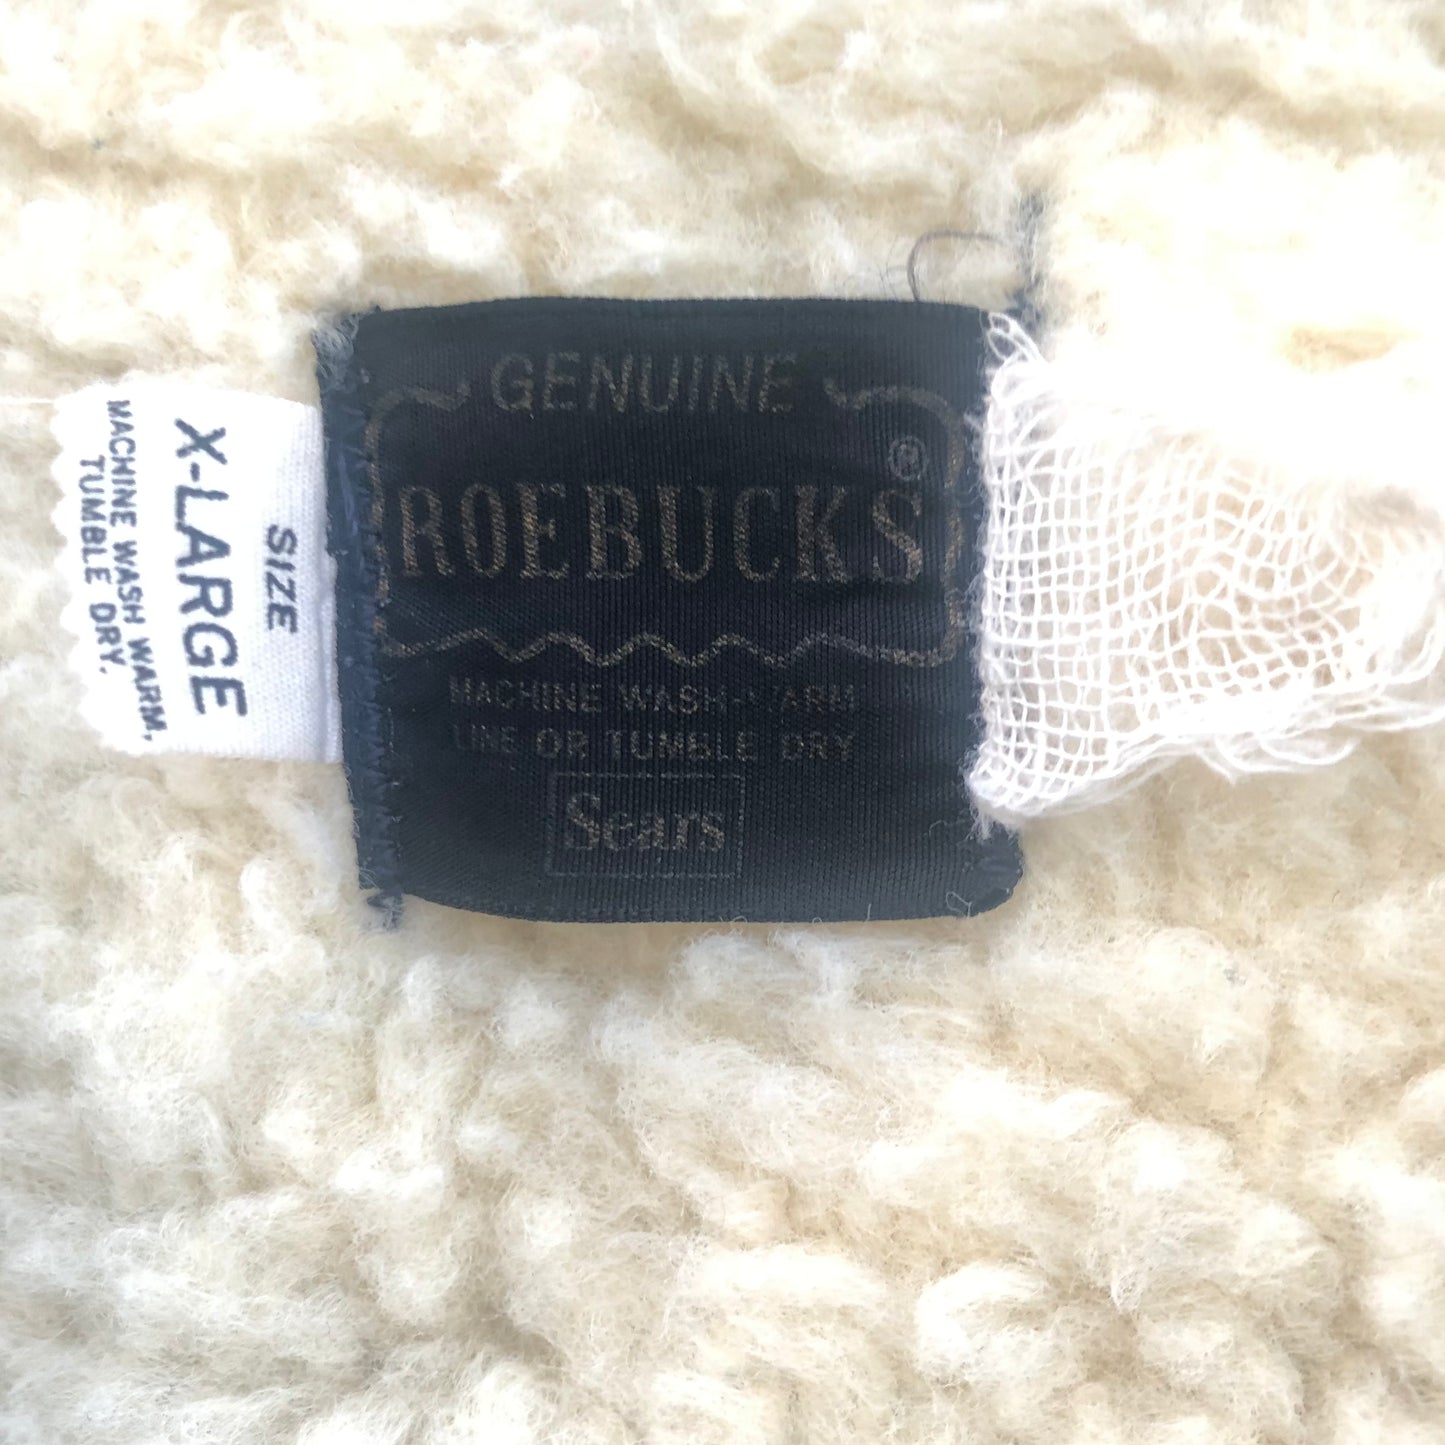 GENUINE
ROEBUCKS®
MACHINE WASH-WARM
LINE OR TUMBLE DRY
Sears
SIZE
X-LARGE
MACHINE WASH WARM,
TUMBLE DRY.